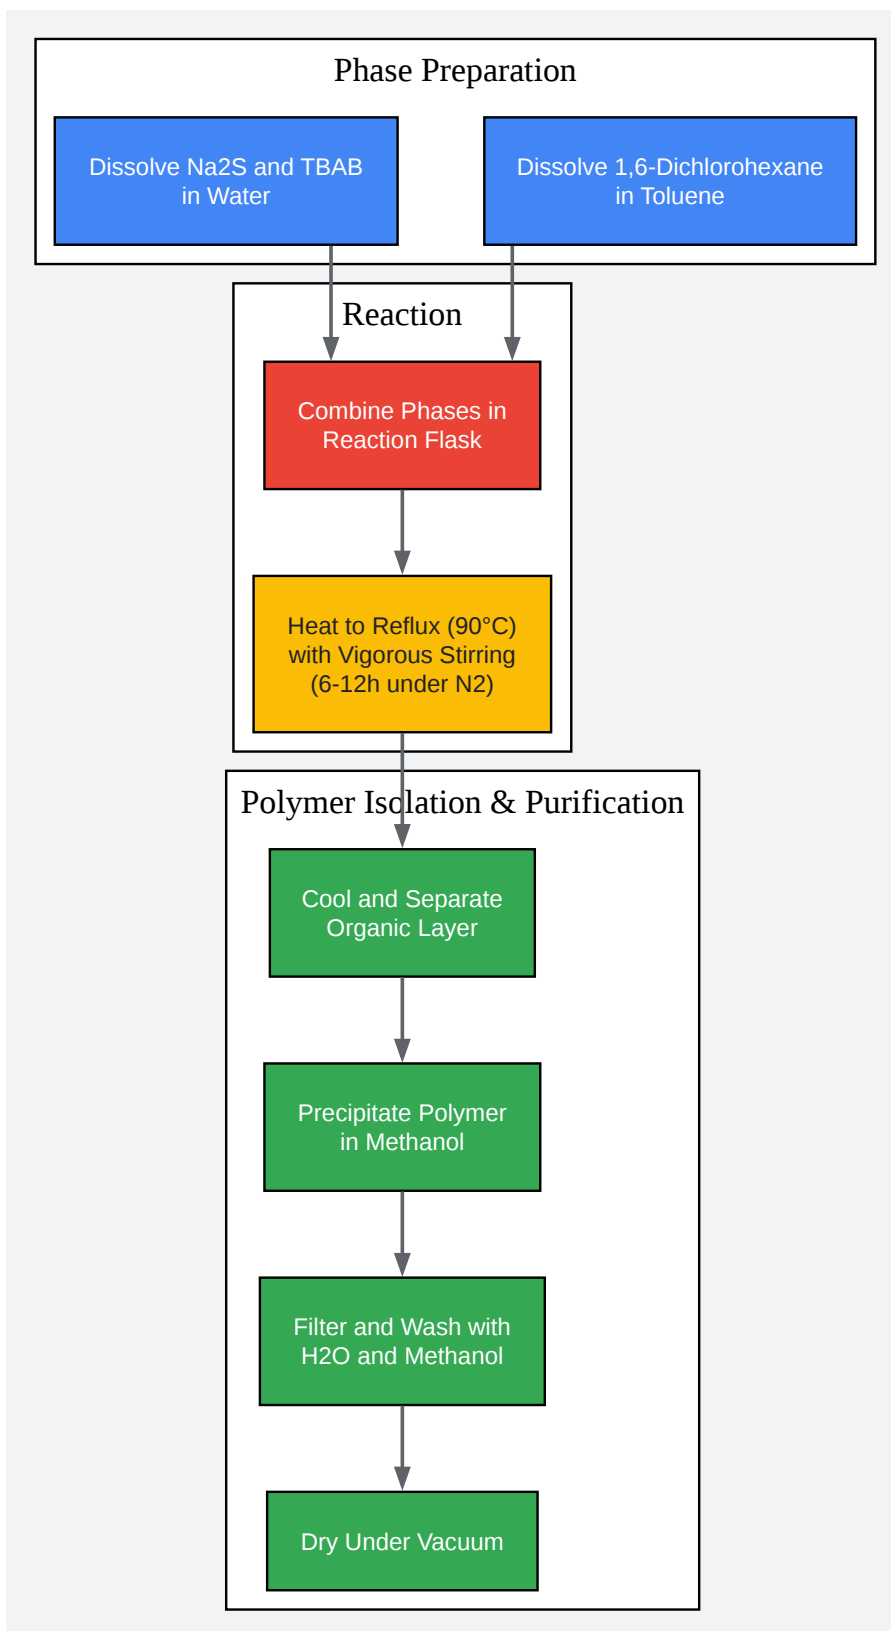 Phase Preparation
Dissolve Na2S and TBAB
in Water
Dissolve 1,6-Dichlorohexane
in Toluene
Reaction
Combine Phases in
Reaction Flask
Heat to Reflux (90°C)
with Vigorous Stirring
(6-12h under N2)
Polymer Isolation & Purification
Cool and Separate
Organic Layer
Precipitate Polymer
in Methanol
Filter and Wash with
H2O and Methanol
Dry Under Vacuum